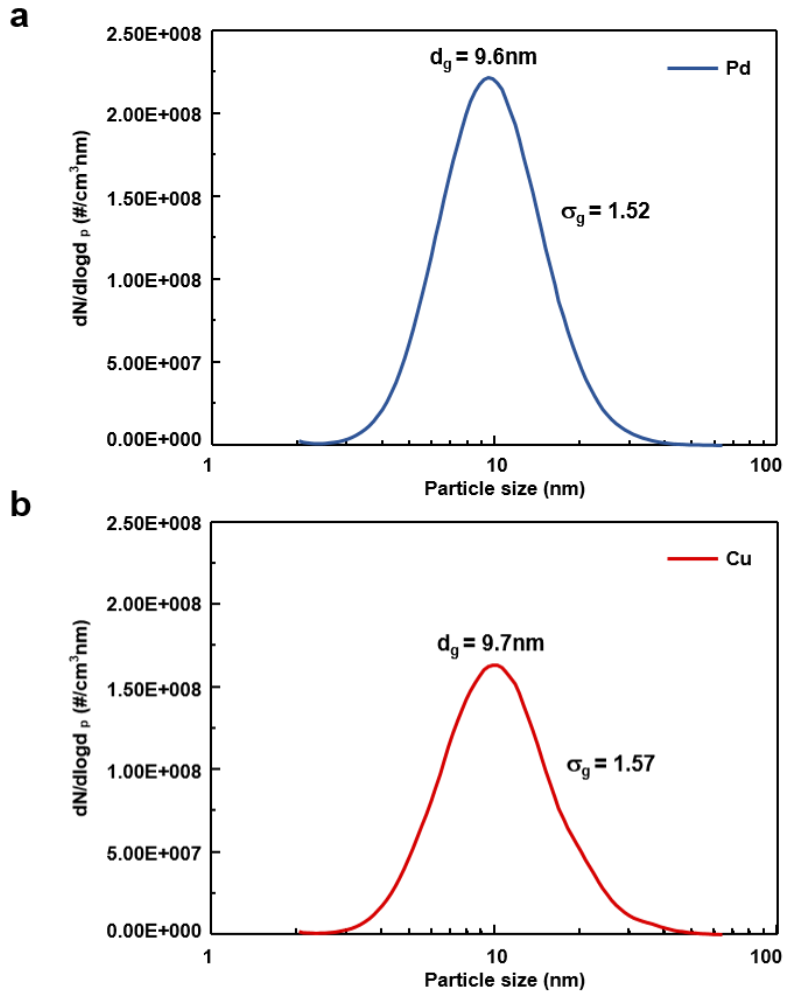 a
2.50E+008
2.00E+008
1.50E+008
1.00E+008
5.00E+007
0.00E+000
dN/dlogd p (#/cm³nm)
dg = 9.6nm
Pd
σg = 1.52
1 10 100
Particle size (nm)
b
2.50E+008
2.00E+008
1.50E+008
1.00E+008
5.00E+007
0.00E+000
dN/dlogd p (#/cm³nm)
Cu
dg = 9.7nm
σg = 1.57
1 10 100
Particle size (nm)